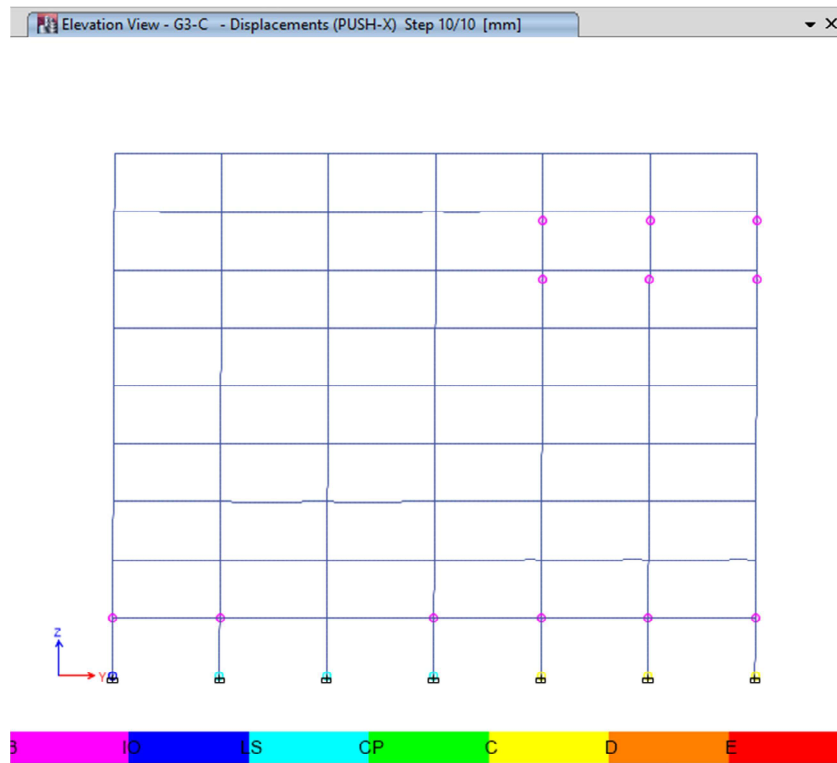 Elevation View - G3-C - Displacements (PUSH-X) Step 10/10 [mm]
Z
Y
B IO LS CP C D E